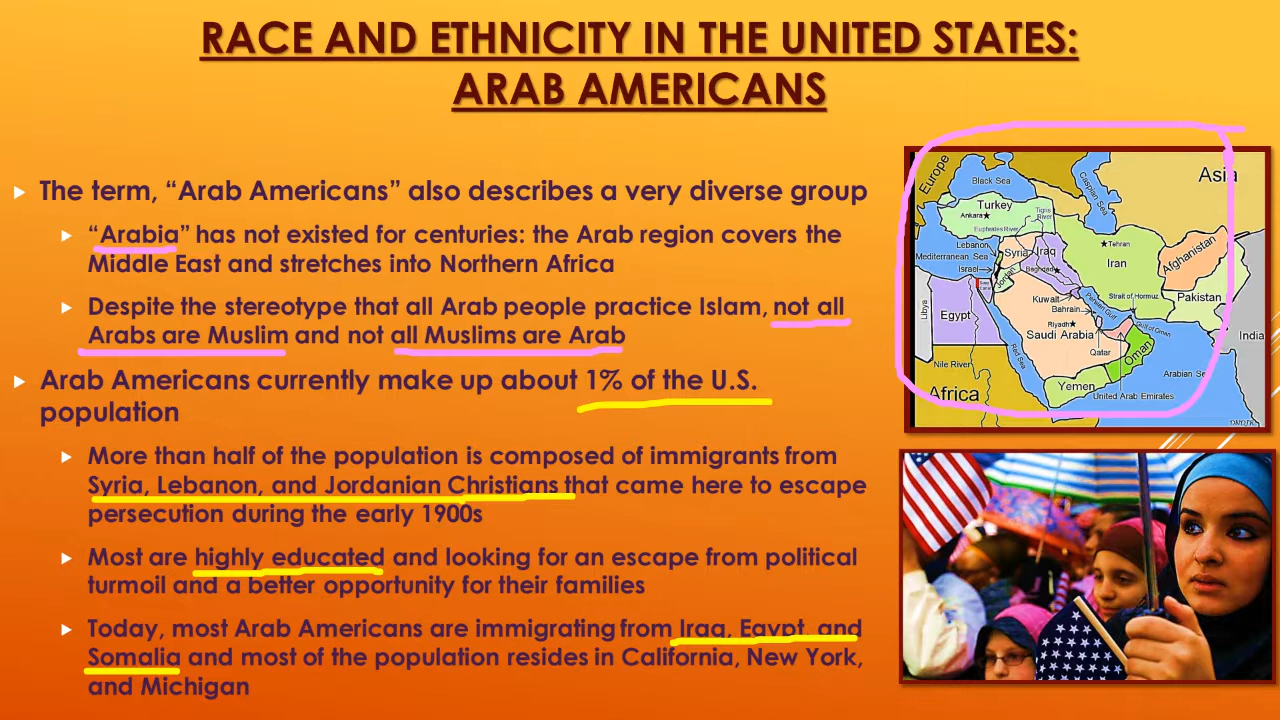 RACE AND ETHNICITY IN THE UNITED STATES:
ARAB AMERICANS
The term, “Arab Americans” also describes a very diverse group
“Arabia” has not existed for centuries: the Arab region covers the
Middle East and stretches into Northern Africa
Despite the stereotype that all Arab people practice Islam, not all
Arabs are Muslim and not all Muslims are Arab
Arab Americans currently make up about 1% of the U.S.
population
More than half of the population is composed of immigrants from
Syria, Lebanon, and Jordanian Christians that came here to escape
persecution during the early 1900s
Most are highly educated and looking for an escape from political
turmoil and a better opportunity for their families
Today, most Arab Americans are immigrating from Iraq, Egypt, and
Somalia and most of the population resides in California, New York,
and Michigan
Europe
Asia
Black Sea
Caspian Sea
Turkey
Ankara
Tigris
River
Euphrates River
Lebanon
Syria
Iraq
Tehran
Mediterranean Sea
Iran
Afghanistan
Israel
Baghdad
Jordan
Kuwait
Strait of Hormuz
Pakistan
Libya
Egypt
Bahrain
Persian Gulf
Riyadh
Gulf of Oman
Saudi Arabia
India
Qatar
Oman
Nile River
Red Sea
Arabian Se
Africa
Yemen
United Arab Emirates